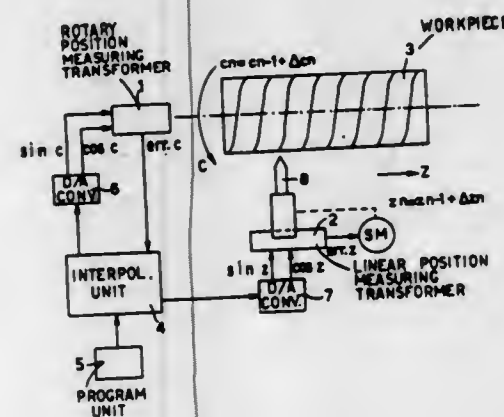 WORKPIECE
3
ROTARY
POSITION
MEASURING
TRANSFORMER
1
cn=cn-1+Δcn
C
sin c
cos c
err.c
D/A
CONV.
6
8
Z
zn=zn-1+Δzn
2
SM
err.z
sin z
cos z
LINEAR POSITION
MEASURING
TRANSFORMER
D/A
CONV.
7
INTERPOL.
UNIT
4
5
PROGRAM
UNIT